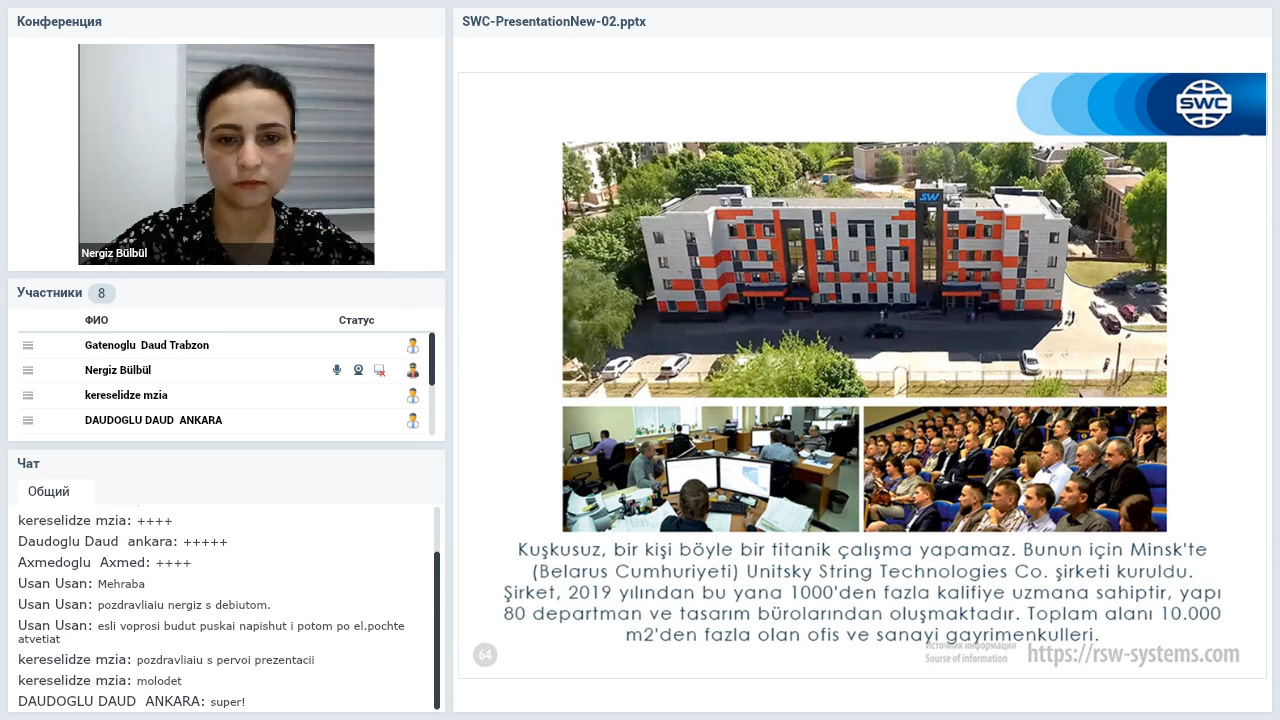 Конференция
Nergiz Bülbül
Участники 8
ФИО Статус
Gatenoglu Daud Trabzon
Nergiz Bülbül
kereselidze mzia
DAUDOGLU DAUD ANKARA
Чат
Общий
kereselidze mzia: ++++
Daudoglu Daud ankara: +++++
Axmedoglu Axmed: ++++
Usan Usan: Mehraba
Usan Usan: pozdravliaiu nergiz s debiutom.
Usan Usan: esli voprosi budut puskai napishut i potom po el.pochte
atvetiat
kereselidze mzia: pozdravliaiu s pervoi prezentacii
kereselidze mzia: molodet
DAUDOGLU DAUD ANKARA: super!
SWC-PresentationNew-02.pptx
SWC
SW
Kuşkusuz, bir kişi böyle bir titanik çalışma yapamaz. Bunun için Minsk'te
(Belarus Cumhuriyeti) Unitsky String Technologies Co. şirketi kuruldu.
Şirket, 2019 yılından bu yana 1000'den fazla kalifiye uzmana sahiptir, yapı
80 departman ve tasarım bürolarından oluşmaktadır. Toplam alanı 10.000
m2'den fazla olan ofis ve sanayi gayrimenkulleri.
64
Источник информации
Sourse of information
https://rsw-systems.com